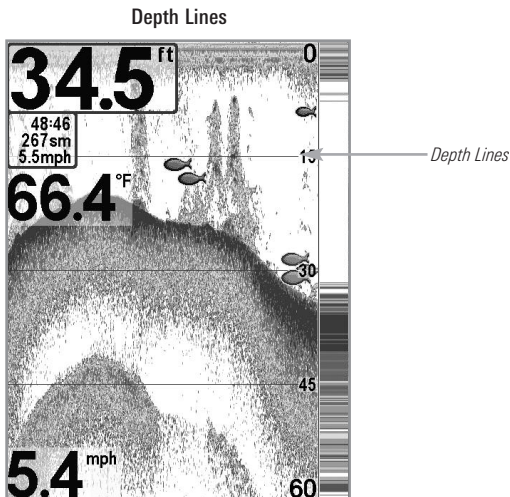 Depth Lines
34.5 ft
0
48:46
267sm
5.5mph
15
Depth Lines
66.4 °F
30
45
5.4 mph
60